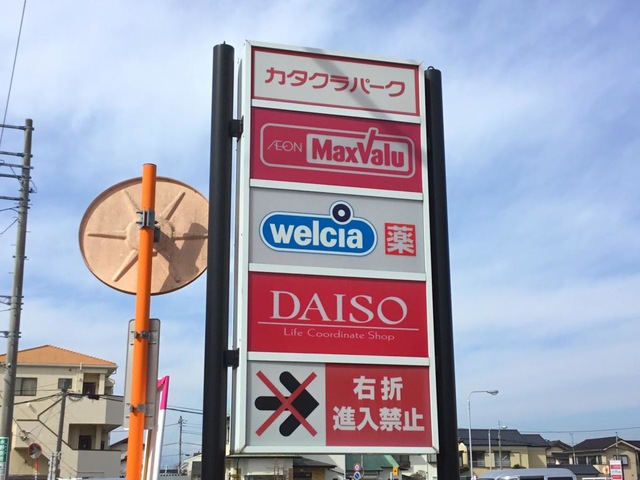 カタクラパーク
ÆON MaxValu
welcia 薬
DAISO
Life Coordinate Shop
右折
進入禁止